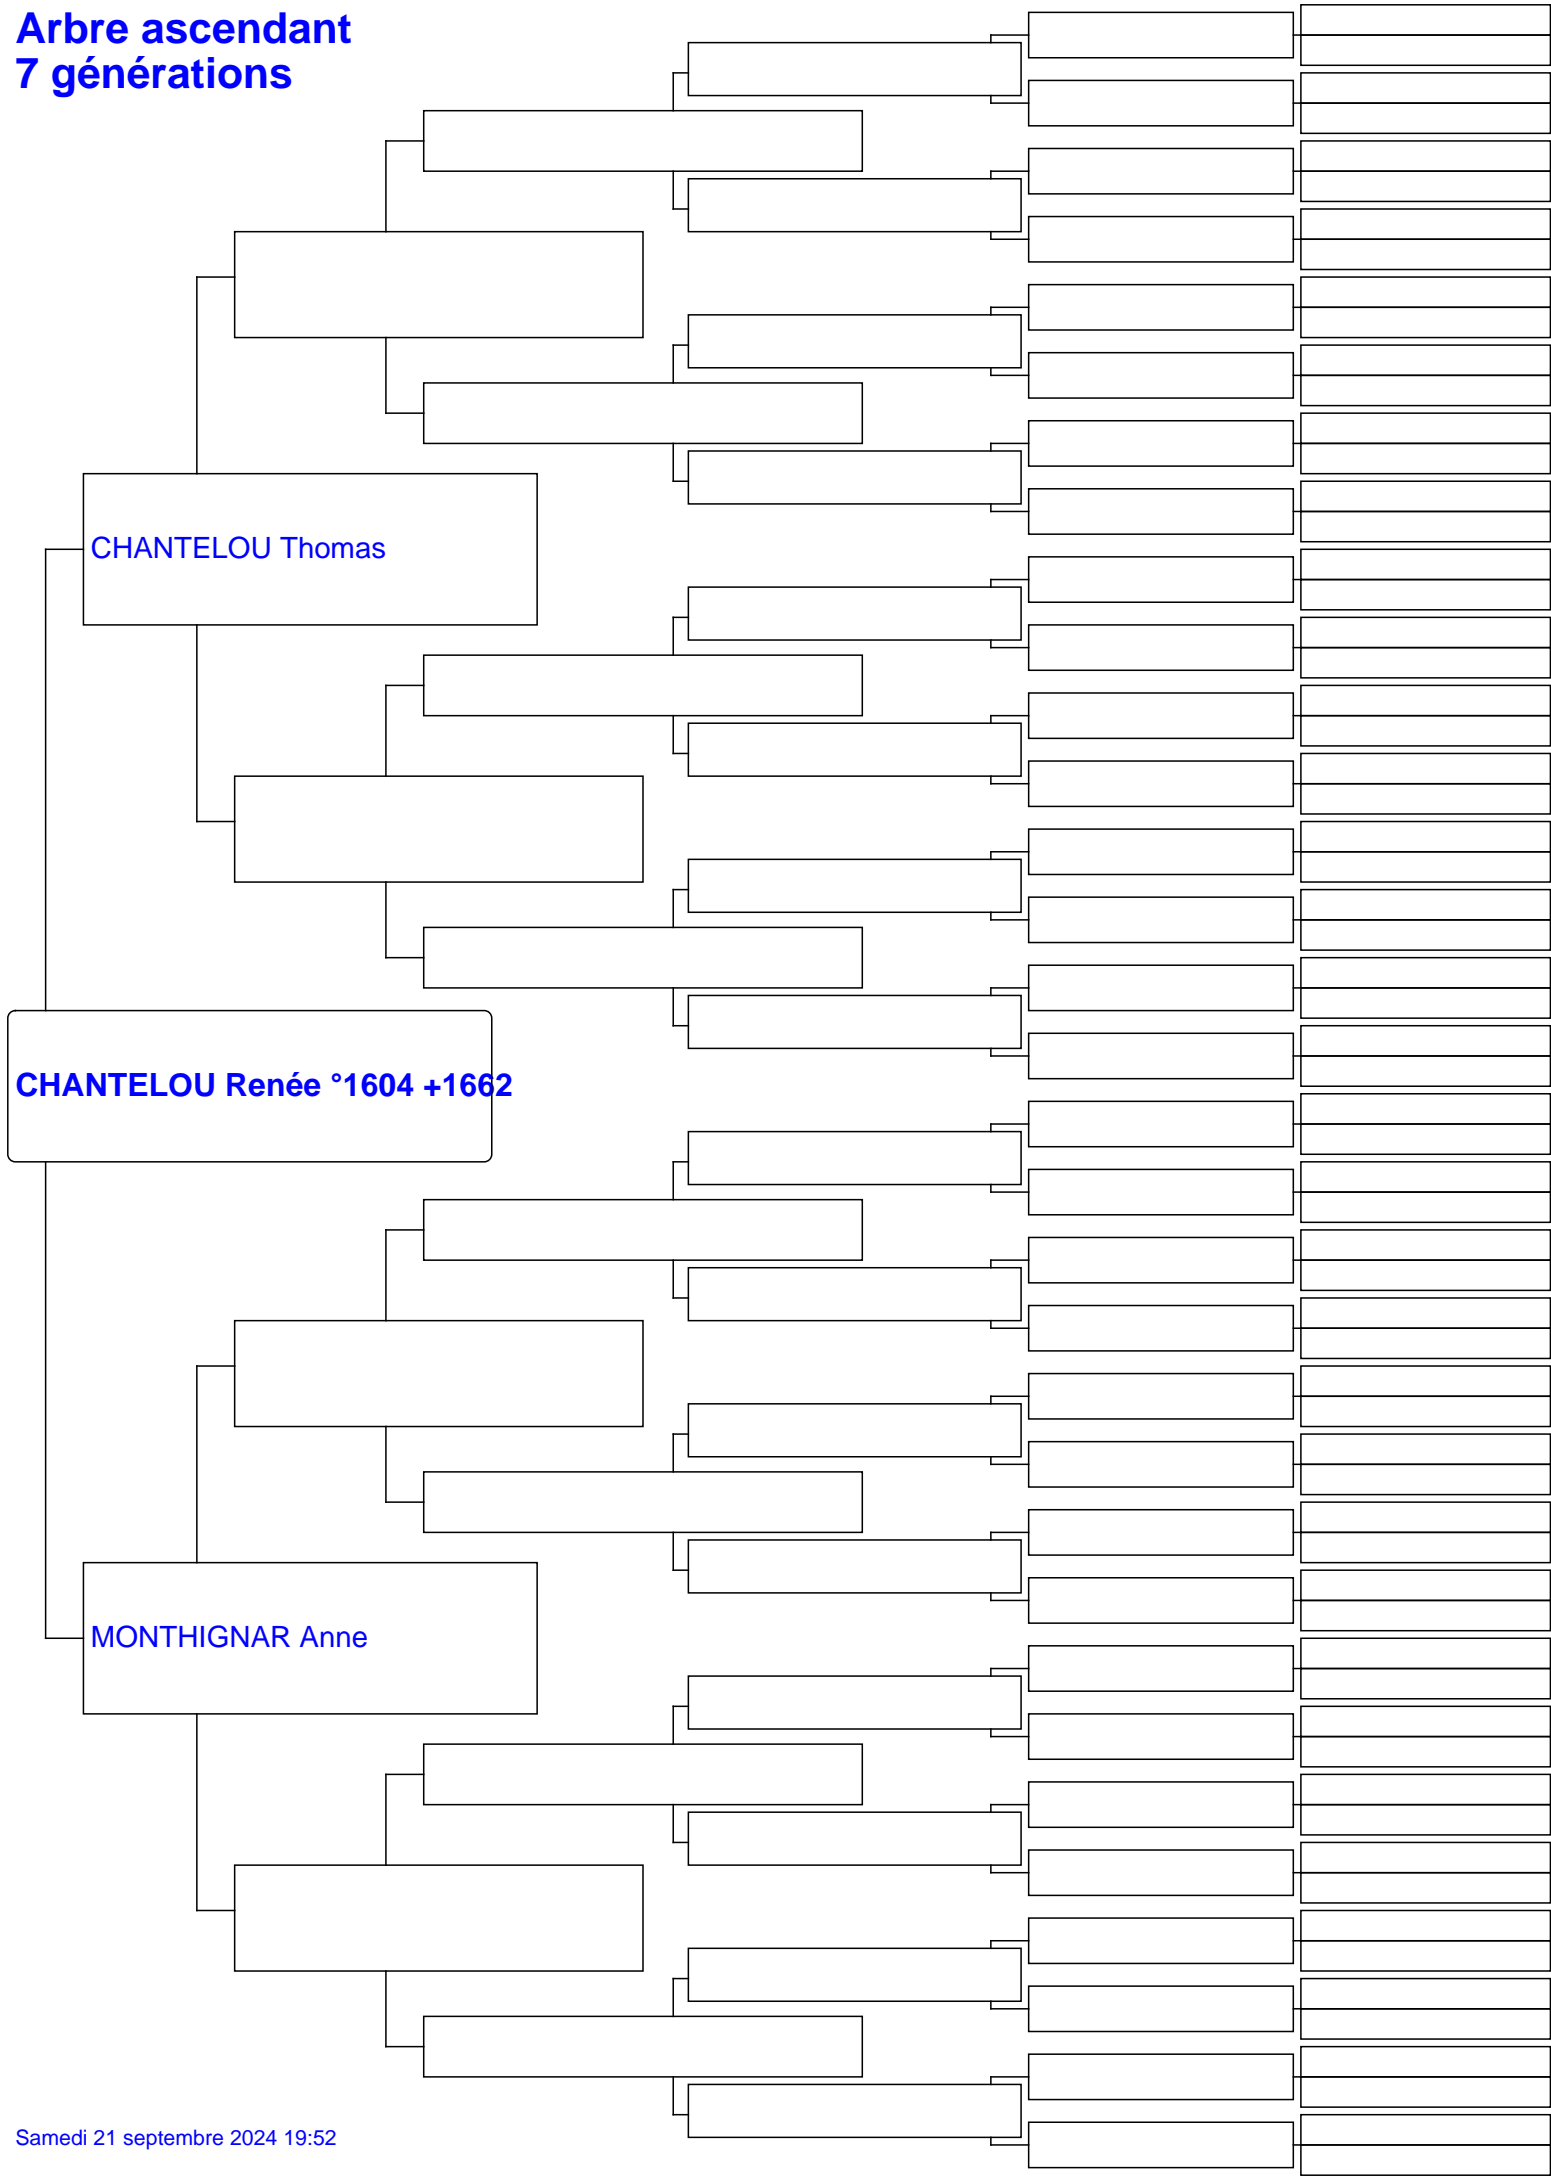 Arbre ascendant
7 générations
CHANTELOU Thomas
CHANTELOU Renée °1604 +1662
MONTHIGNAR Anne
Samedi 21 septembre 2024 19:52